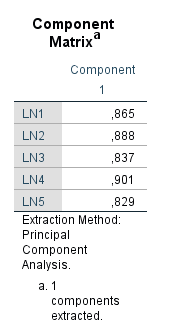 Component
Matrixa
Component
1
LN1 ,865
LN2 ,888
LN3 ,837
LN4 ,901
LN5 ,829
Extraction Method:
Principal
Component
Analysis.
a. 1
components
extracted.